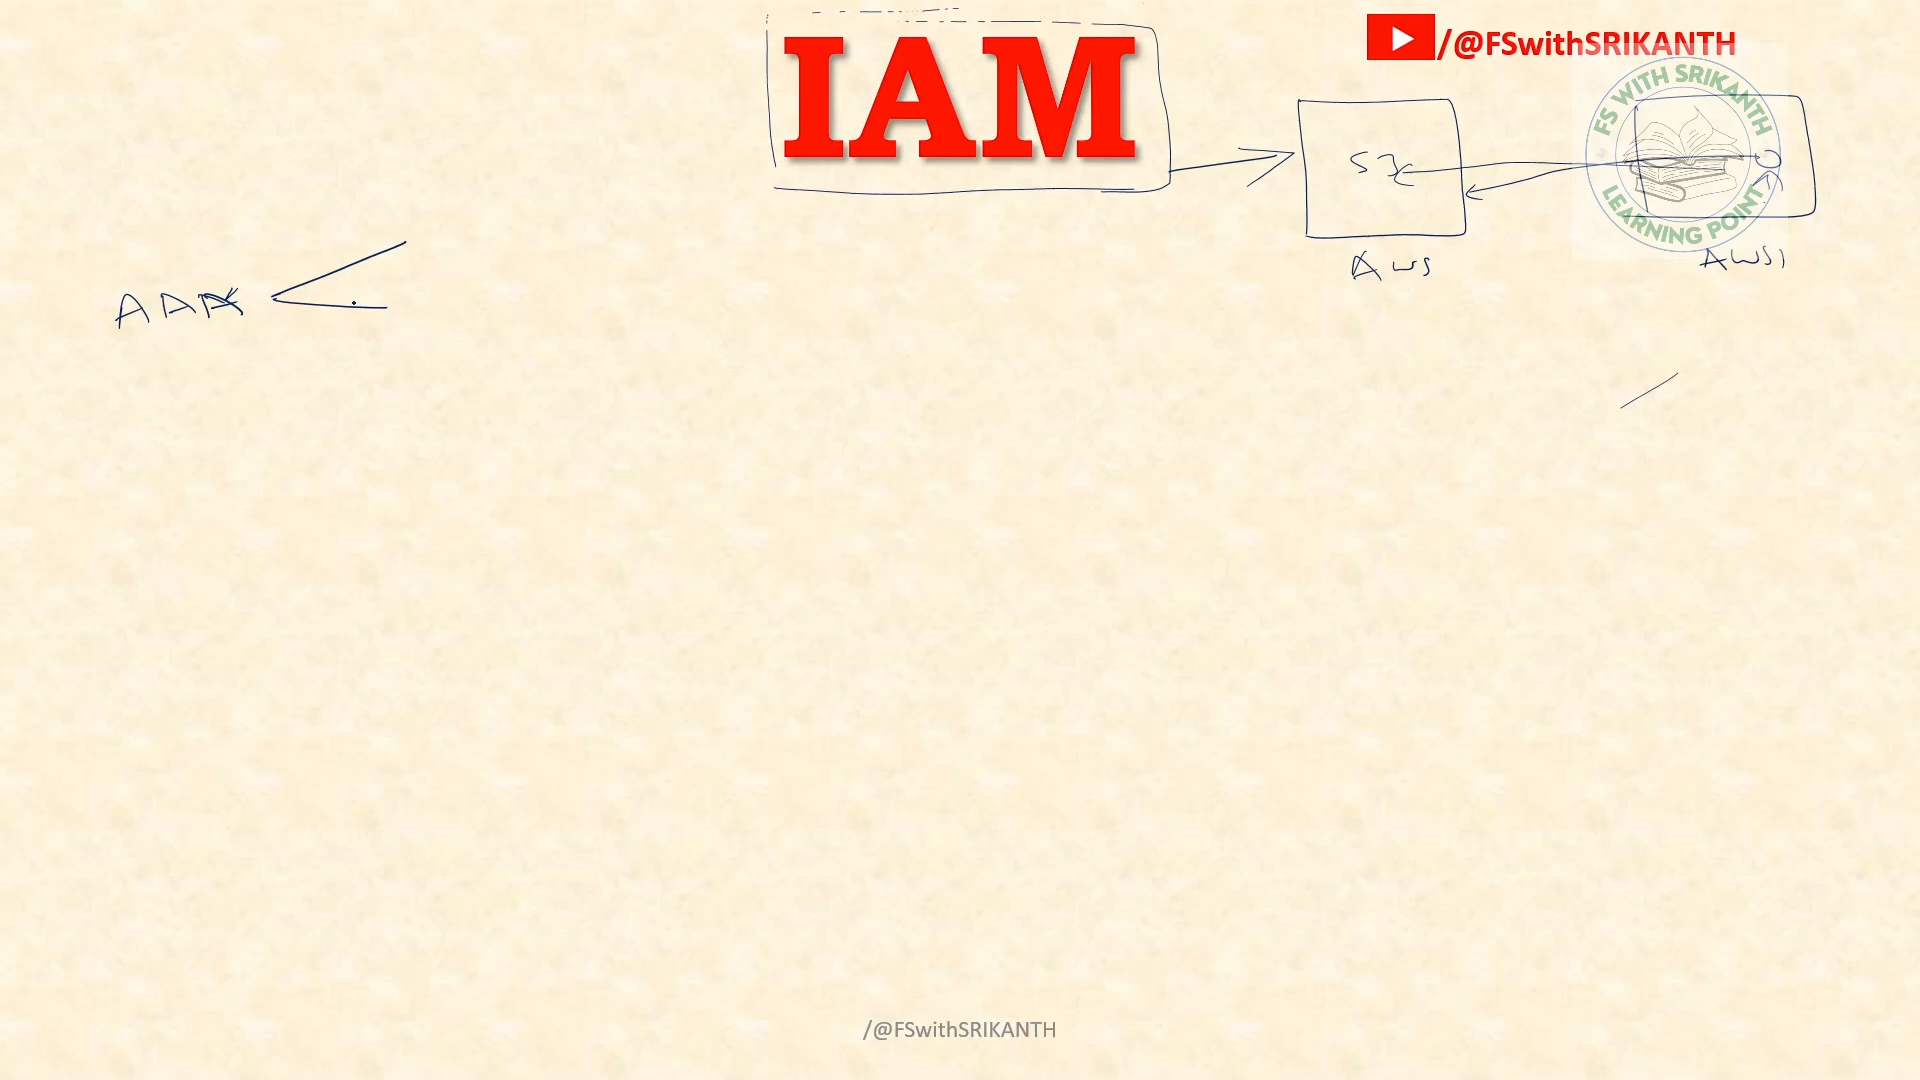 IAM
/@FSwithSRIKANTH
FS WITH SRIKANTH
LEARNING POINT
S3
AWS
AWS1
AAA
/@FSwithSRIKANTH